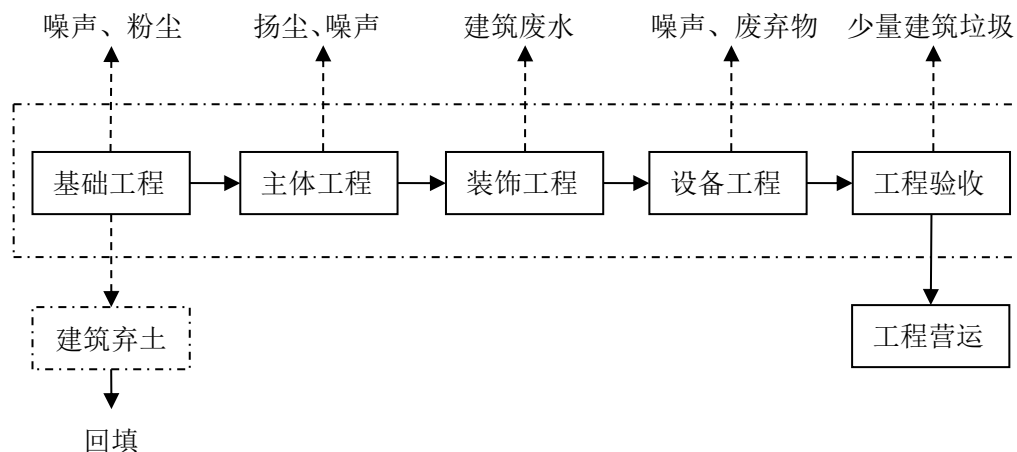 噪声、粉尘
扬尘、噪声
建筑废水
噪声、废弃物
少量建筑垃圾
基础工程
主体工程
装饰工程
设备工程
工程验收
建筑弃土
工程营运
回填